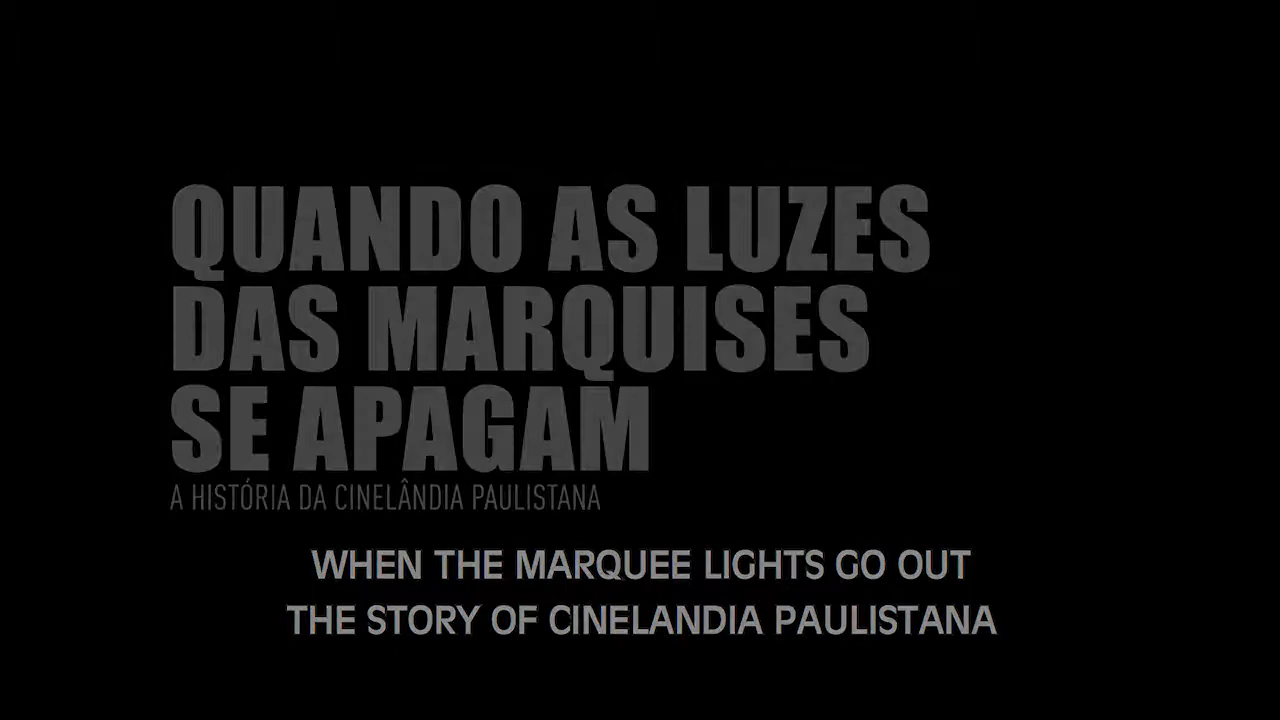 QUANDO AS LUZES
DAS MARQUISES
SE APAGAM
A HISTÓRIA DA CINELÂNDIA PAULISTANA
WHEN THE MARQUEE LIGHTS GO OUT
THE STORY OF CINELANDIA PAULISTANA